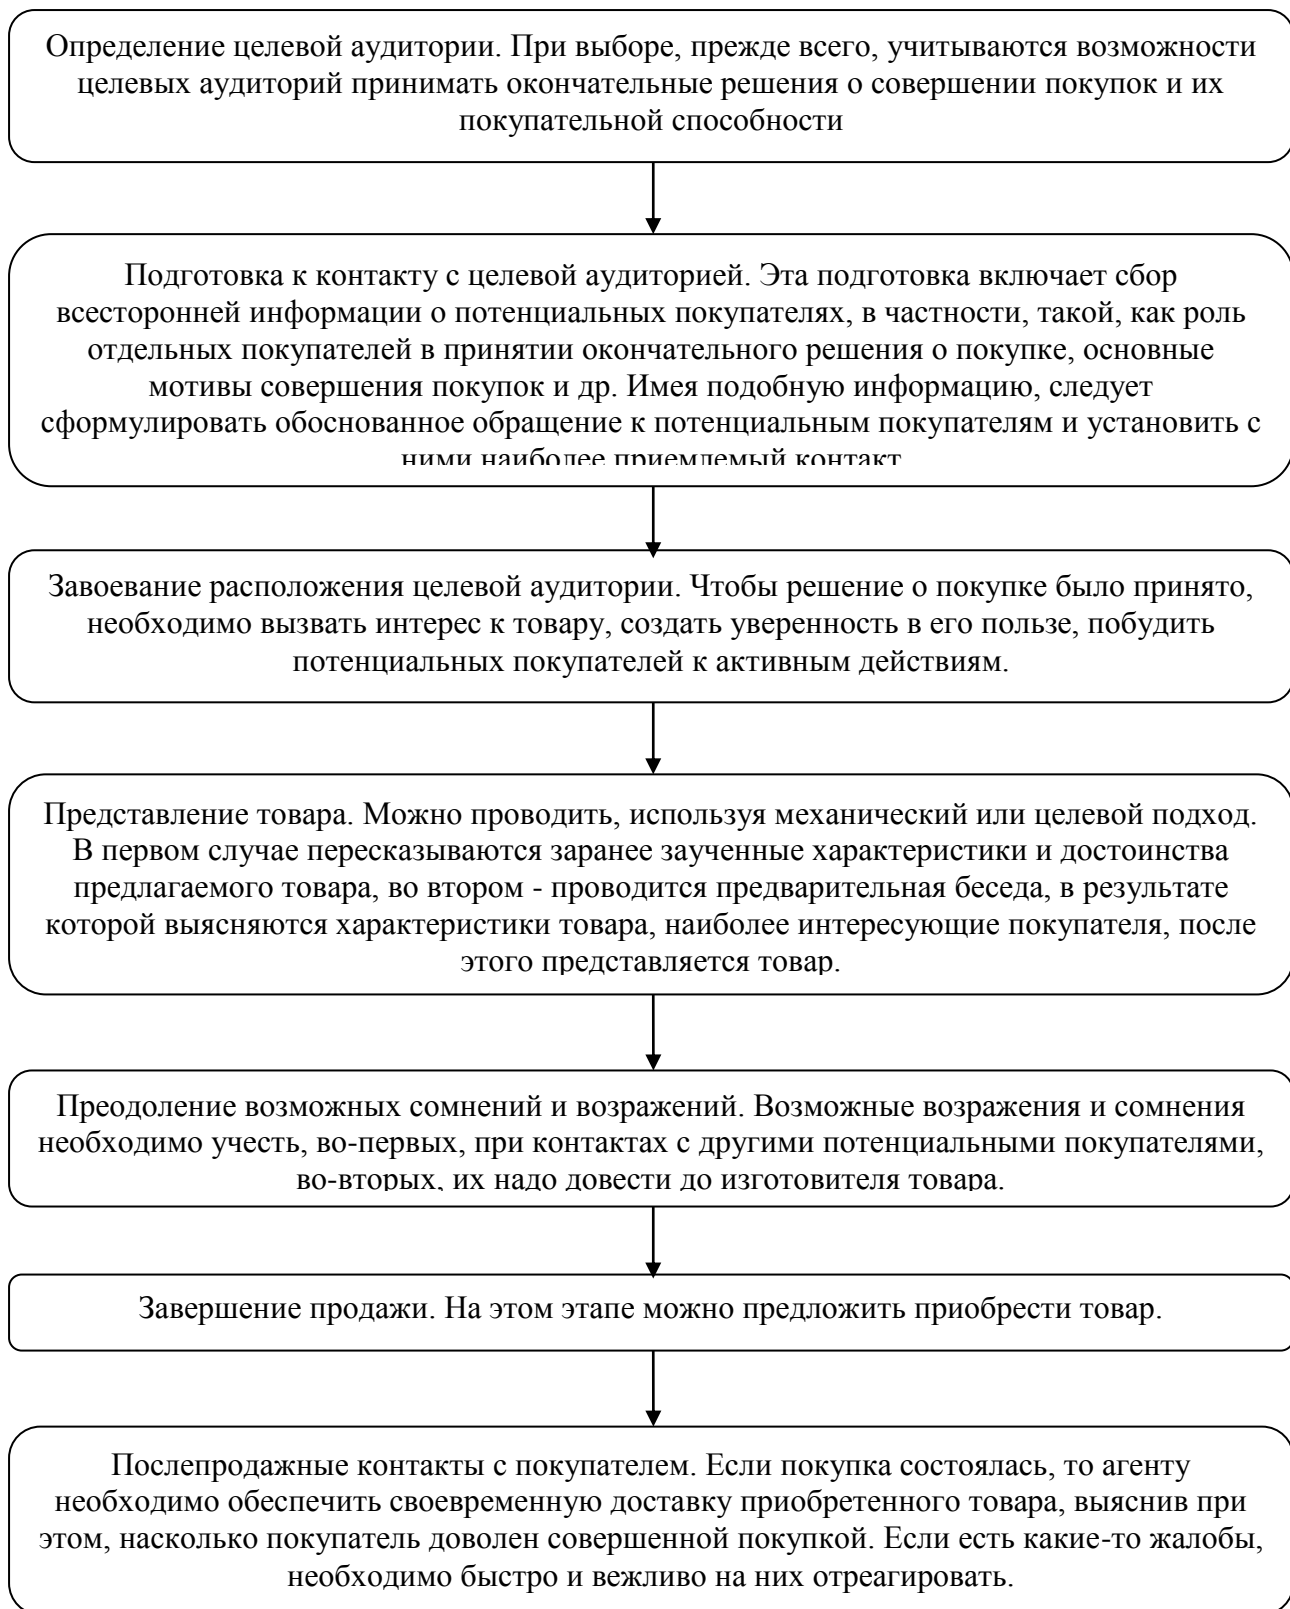 Определение целевой аудитории. При выборе, прежде всего, учитываются возможности
целевых аудиторий принимать окончательные решения о совершении покупок и их
покупательной способности
Подготовка к контакту с целевой аудиторией. Эта подготовка включает сбор
всесторонней информации о потенциальных покупателях, в частности, такой, как роль
отдельных покупателей в принятии окончательного решения о покупке, основные
мотивы совершения покупок и др. Имея подобную информацию, следует
сформулировать обоснованное обращение к потенциальным покупателям и установить с
ними наиболее приемлемый контакт
Завоевание расположения целевой аудитории. Чтобы решение о покупке было принято,
необходимо вызвать интерес к товару, создать уверенность в его пользе, побудить
потенциальных покупателей к активным действиям.
Представление товара. Можно проводить, используя механический или целевой подход.
В первом случае пересказываются заранее заученные характеристики и достоинства
предлагаемого товара, во втором - проводится предварительная беседа, в результате
которой выясняются характеристики товара, наиболее интересующие покупателя, после
этого представляется товар.
Преодоление возможных сомнений и возражений. Возможные возражения и сомнения
необходимо учесть, во-первых, при контактах с другими потенциальными покупателями,
во-вторых, их надо довести до изготовителя товара.
Завершение продажи. На этом этапе можно предложить приобрести товар.
Послепродажные контакты с покупателем. Если покупка состоялась, то агенту
необходимо обеспечить своевременную доставку приобретенного товара, выяснив при
этом, насколько покупатель доволен совершенной покупкой. Если есть какие-то жалобы,
необходимо быстро и вежливо на них отреагировать.